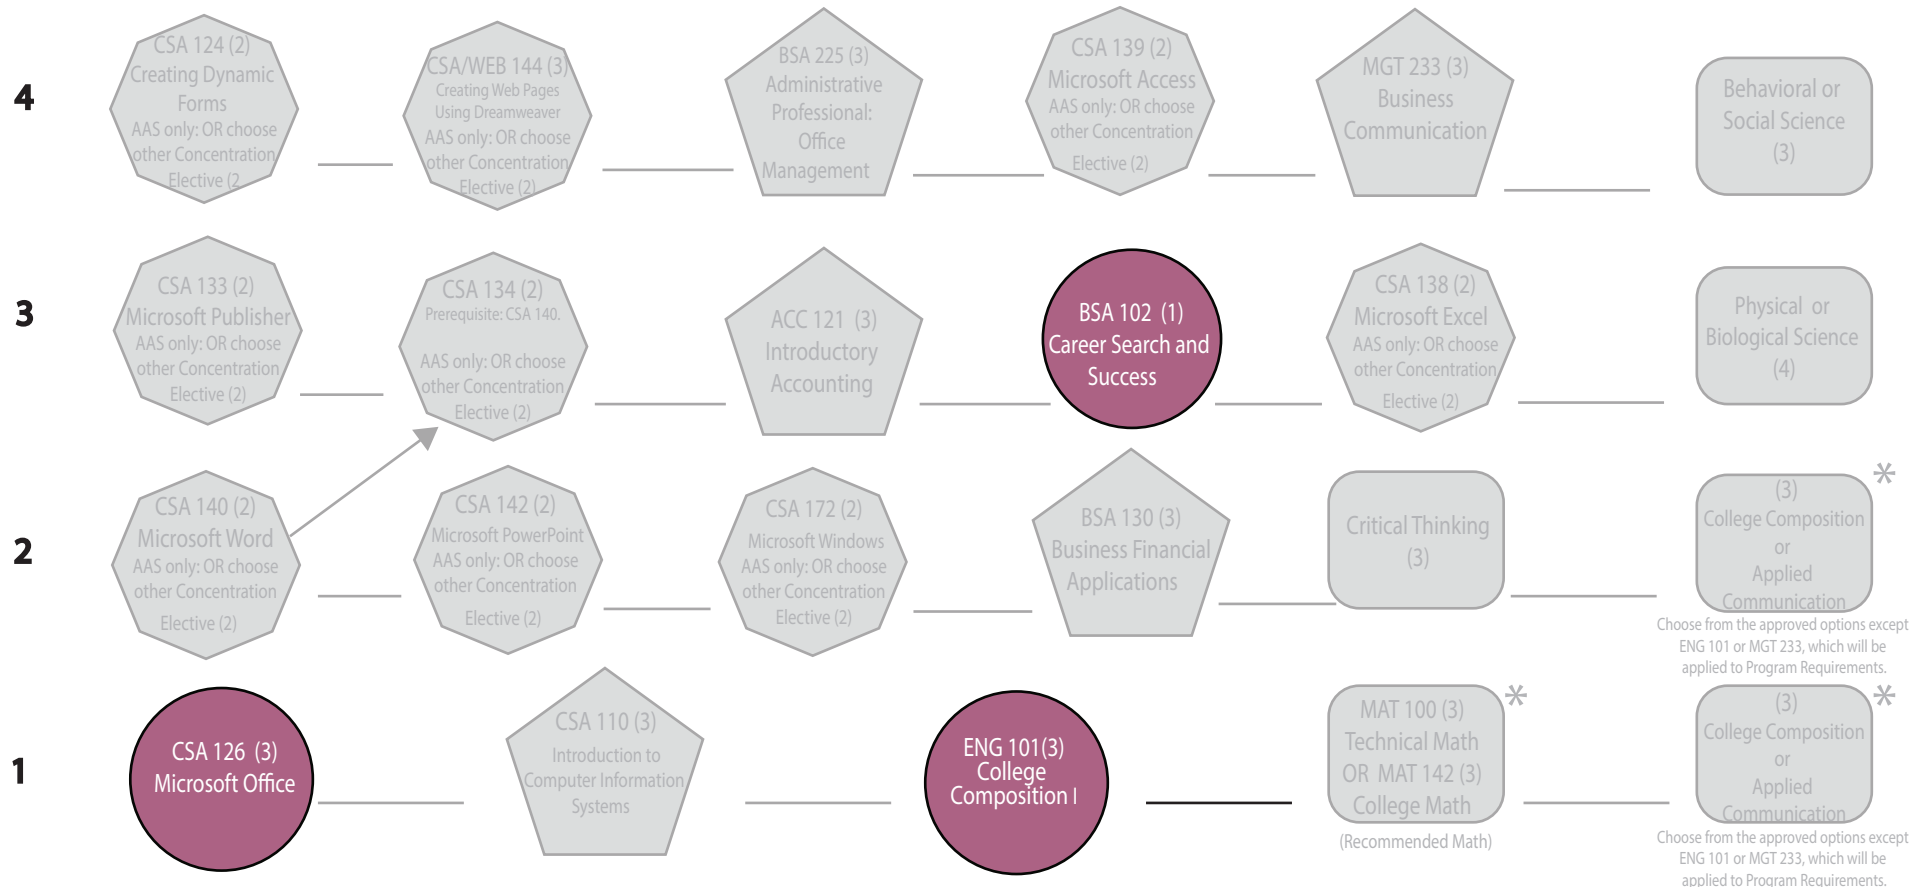 4
CSA 124 (2)
Creating Dynamic
Forms
AAS only: OR choose
other Concentration
Elective (2
CSA/WEB 144 (3)
Creating Web Pages
Using Dreamweaver
AAS only: OR choose
other Concentration
Elective (2)
BSA 225 (3)
Administrative
Professional:
Office
Management
CSA 139 (2)
Microsoft Access
AAS only: OR choose
other Concentration
Elective (2)
MGT 233 (3)
Business
Communication
Behavioral or
Social Science
(3)
3
CSA 133 (2)
Microsoft Publisher
AAS only: OR choose
other Concentration
Elective (2)
CSA 134 (2)
Prerequisite: CSA 140.
AAS only: OR choose
other Concentration
Elective (2)
ACC 121 (3)
Introductory
Accounting
BSA 102 (1)
Career Search and
Success
CSA 138 (2)
Microsoft Excel
AAS only: OR choose
other Concentration
Elective (2)
Physical or
Biological Science
(4)
2
CSA 140 (2)
Microsoft Word
AAS only: OR choose
other Concentration
Elective (2)
CSA 142 (2)
Microsoft PowerPoint
AAS only: OR choose
other Concentration
Elective (2)
CSA 172 (2)
Microsoft Windows
AAS only: OR choose
other Concentration
Elective (2)
BSA 130 (3)
Business Financial
Applications
Critical Thinking
(3)
*
(3)
College Composition
or
Applied
Communication
Choose from the approved options except
ENG 101 or MGT 233, which will be
applied to Program Requirements.
1
CSA 126 (3)
Microsoft Office
CSA 110 (3)
Introduction to
Computer Information
Systems
ENG 101(3)
College
Composition I
*
MAT 100 (3)
Technical Math
OR MAT 142 (3)
College Math
(Recommended Math)
*
(3)
College Composition
or
Applied
Communication
Choose from the approved options except
ENG 101 or MGT 233, which will be
applied to Program Requirements.